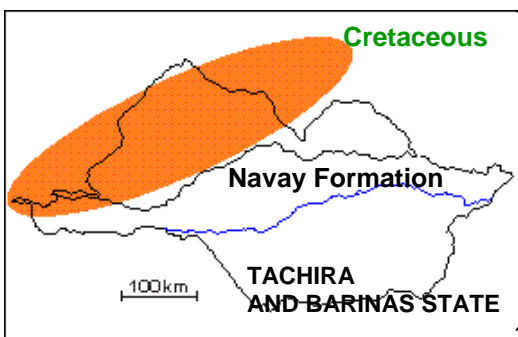 Cretaceous
Navay Formation
100km
TACHIRA
AND BARINAS STATE